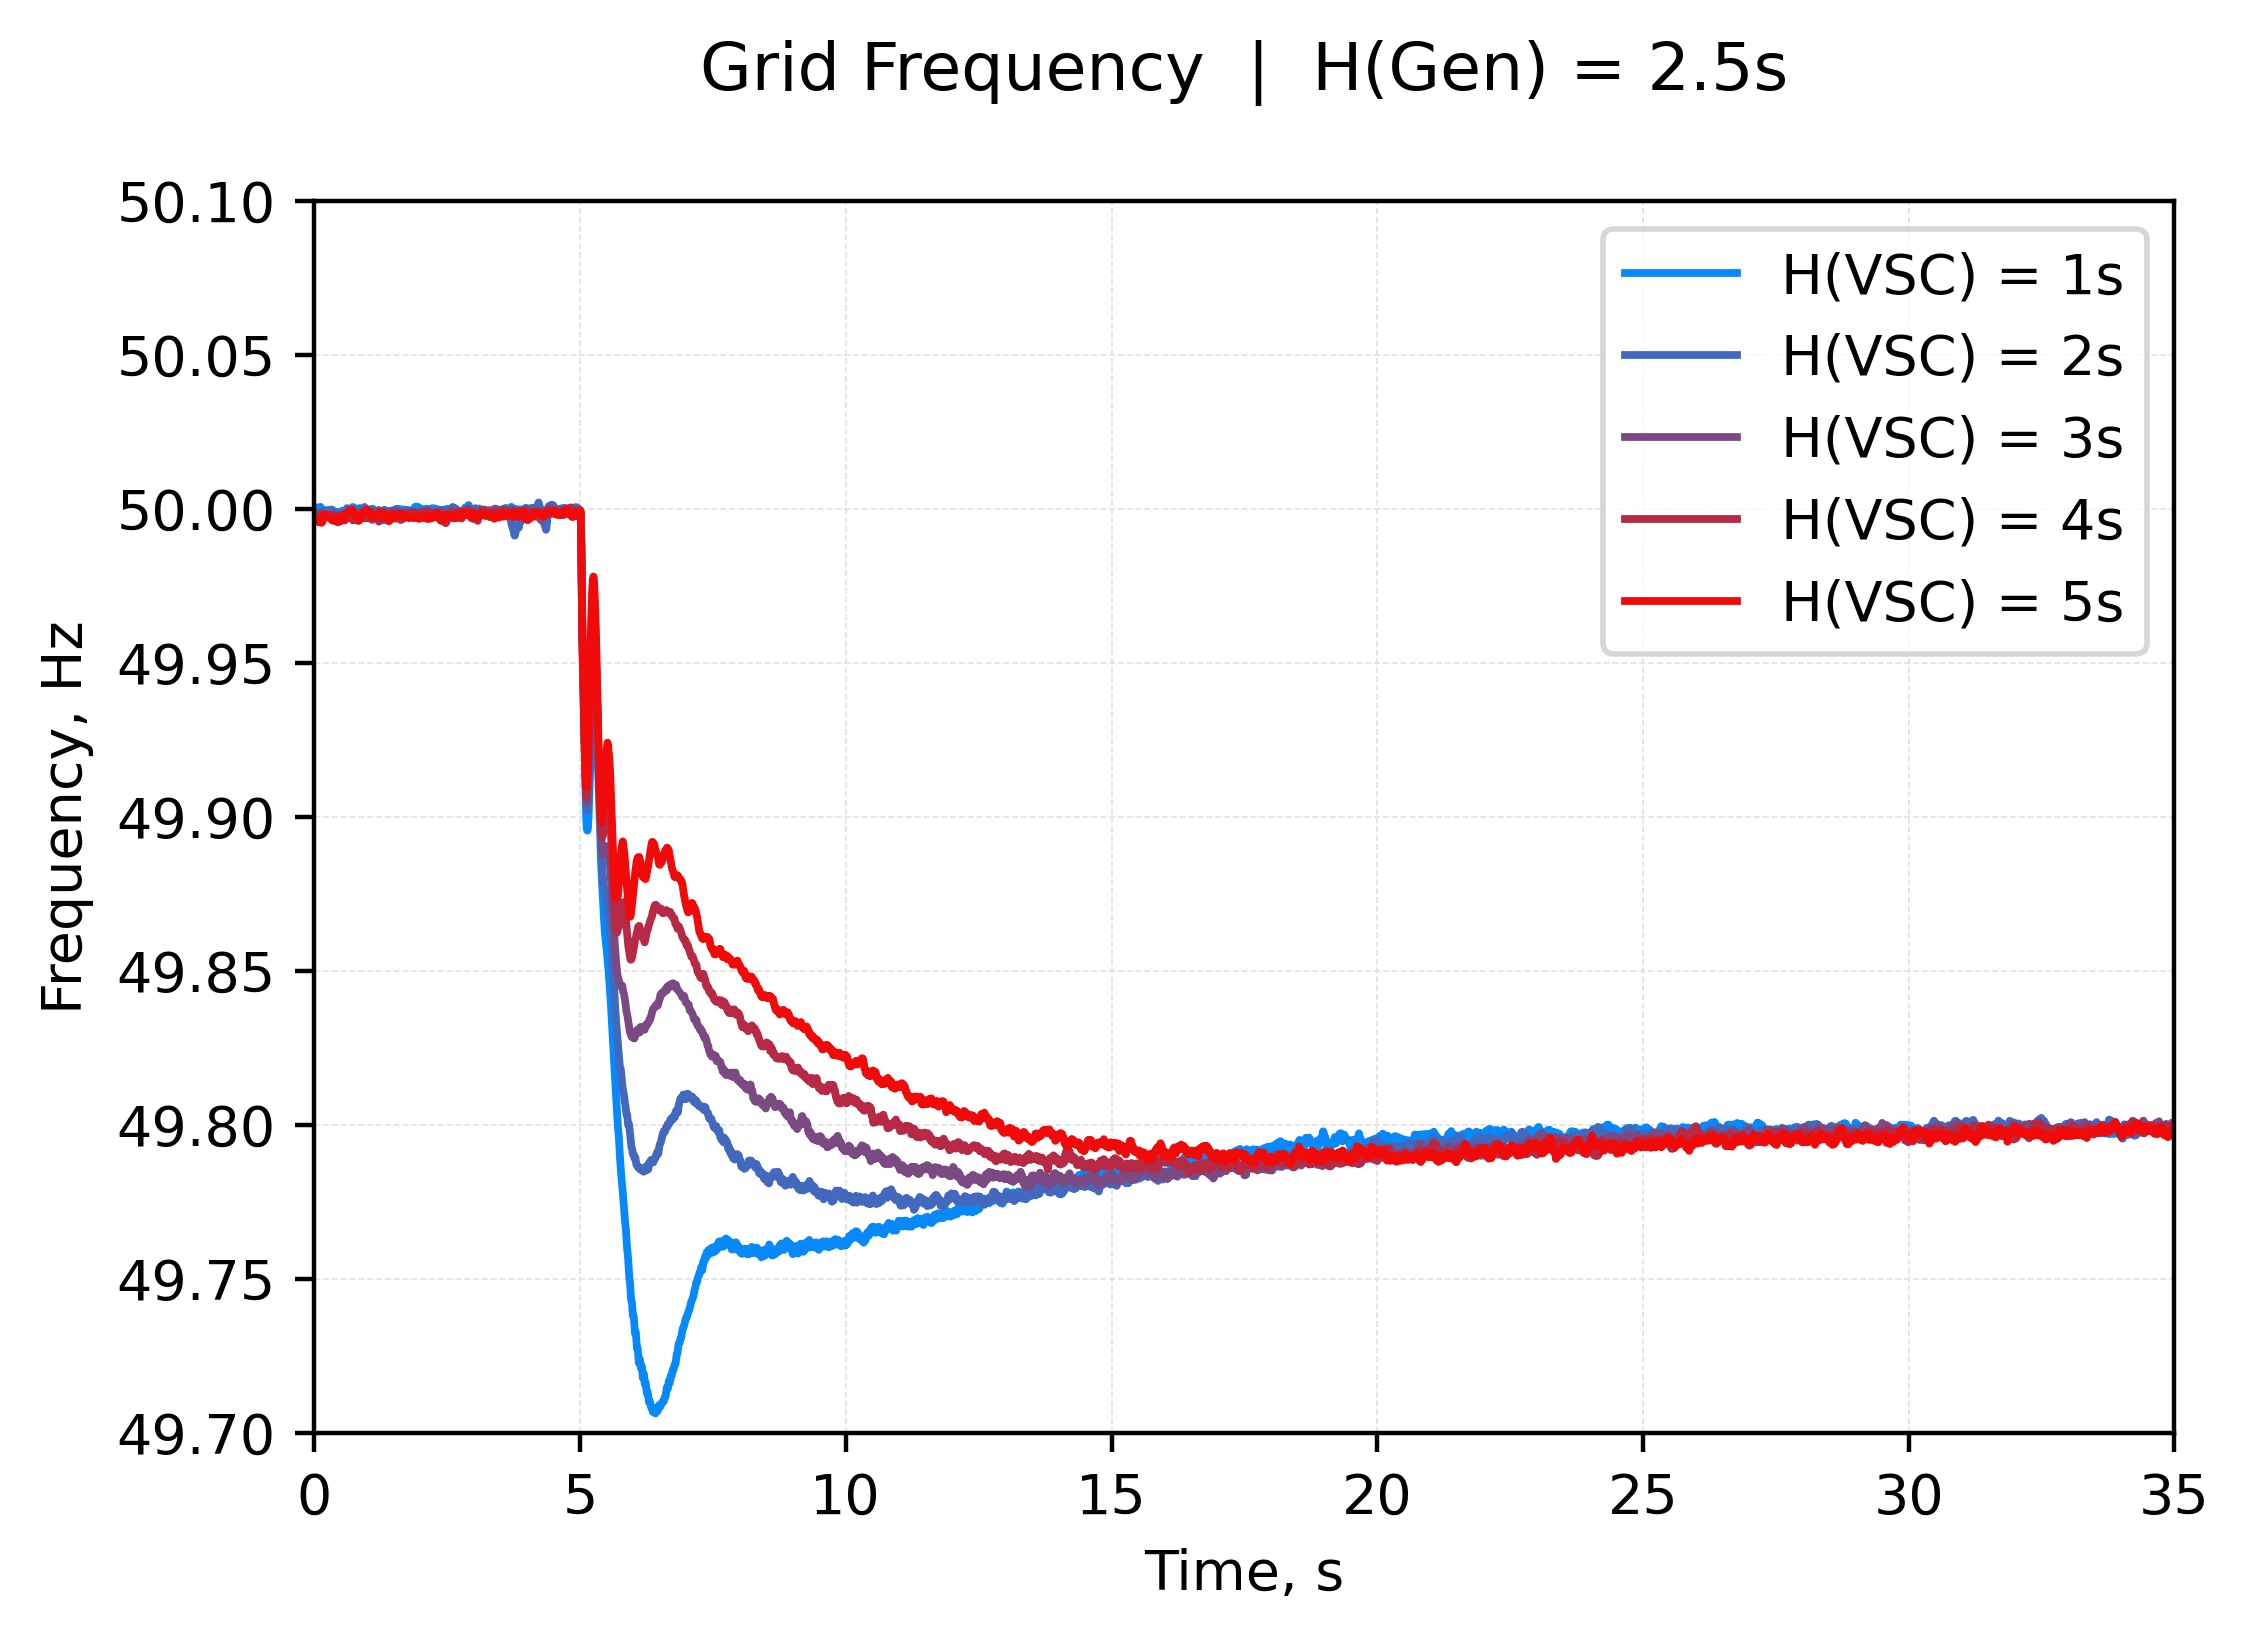 Grid Frequency | H(Gen) = 2.5s
50.10
50.05
50.00
49.95
49.90
49.85
49.80
49.75
49.70
Frequency, Hz
H(VSC) = 1s
H(VSC) = 2s
H(VSC) = 3s
H(VSC) = 4s
H(VSC) = 5s
0 5 10 15 20 25 30 35
Time, s